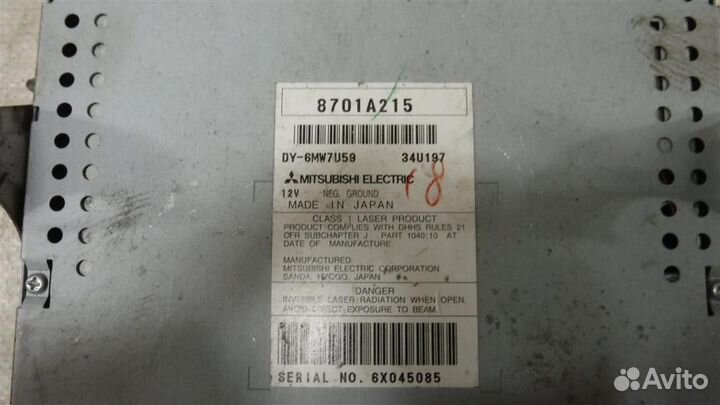 8701A215
DY-6MW7U59 34U197
MITSUBISHI ELECTRIC
12V NEG. GROUND
18
MADE IN JAPAN
CLASS 1 LASER PRODUCT
PRODUCT COMPLIES WITH DHHS RULES 21
CFR SUBCHAPTER J PART 1040:10 AT
DATE OF MANUFACTURE.
MANUFACTURED
MITSUBISHI ELECTRIC CORPORATION
SANDA, HYOGO, JAPAN
DANGER
INVISIBLE LASER RADIATION WHEN OPEN.
AVOID DIRECT EXPOSURE TO BEAM.
SERIAL NO. 6X045085
Avito